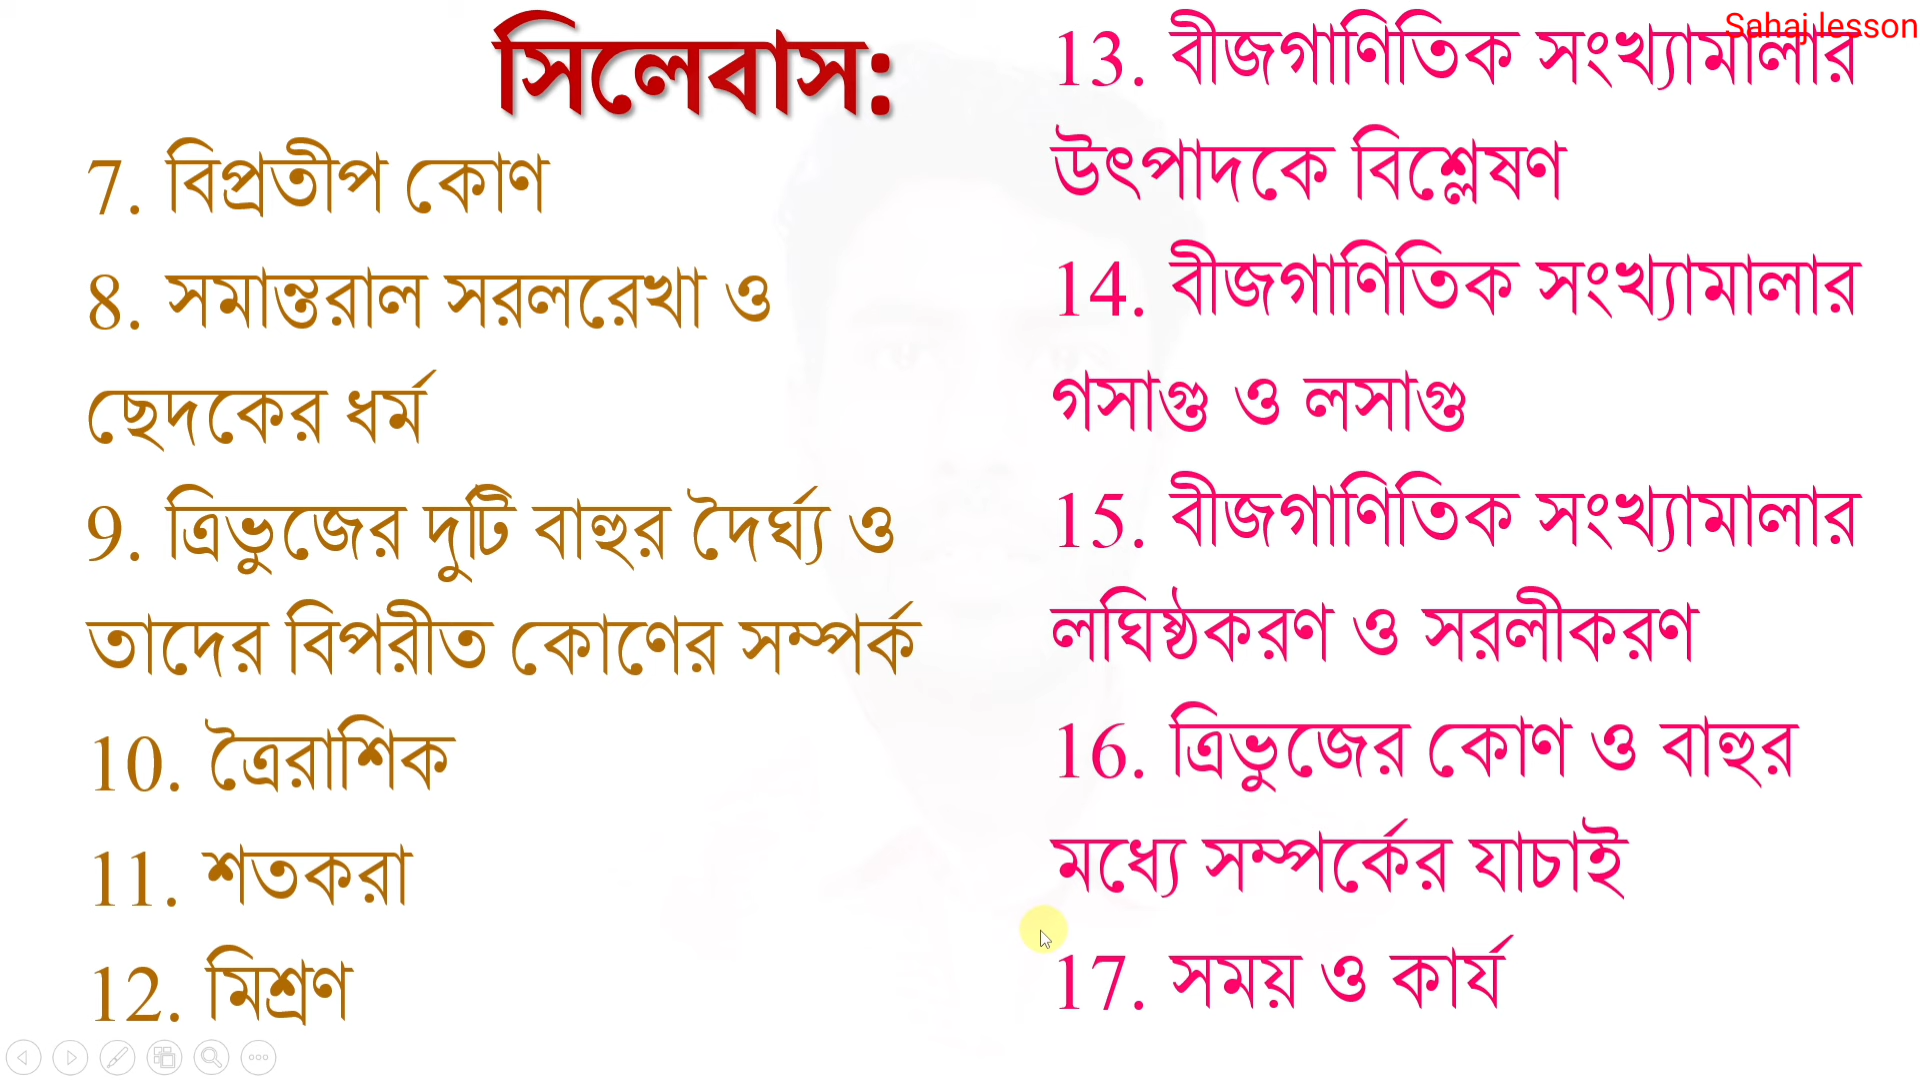 সিলেবাস:
7. বিপ্রতীপ কোণ
8. সমান্তরাল সরলরেখা ও
ছেদকের ধর্ম
9. ত্রিভুজের দুটি বাহুর দৈর্ঘ্য ও
তাদের বিপরীত কোণের সম্পর্ক
10. ত্রৈরাশিক
11. শতকরা
12. মিশ্রণ
Sahaj lesson
13. বীজগাণিতিক সংখ্যামালার
উৎপাদকে বিশ্লেষণ
14. বীজগাণিতিক সংখ্যামালার
গসাগু ও লসাগু
15. বীজগাণিতিক সংখ্যামালার
লঘিষ্ঠকরণ ও সরলীকরণ
16. ত্রিভুজের কোণ ও বাহুর
মধ্যে সম্পর্কের যাচাই
17. সময় ও কার্য